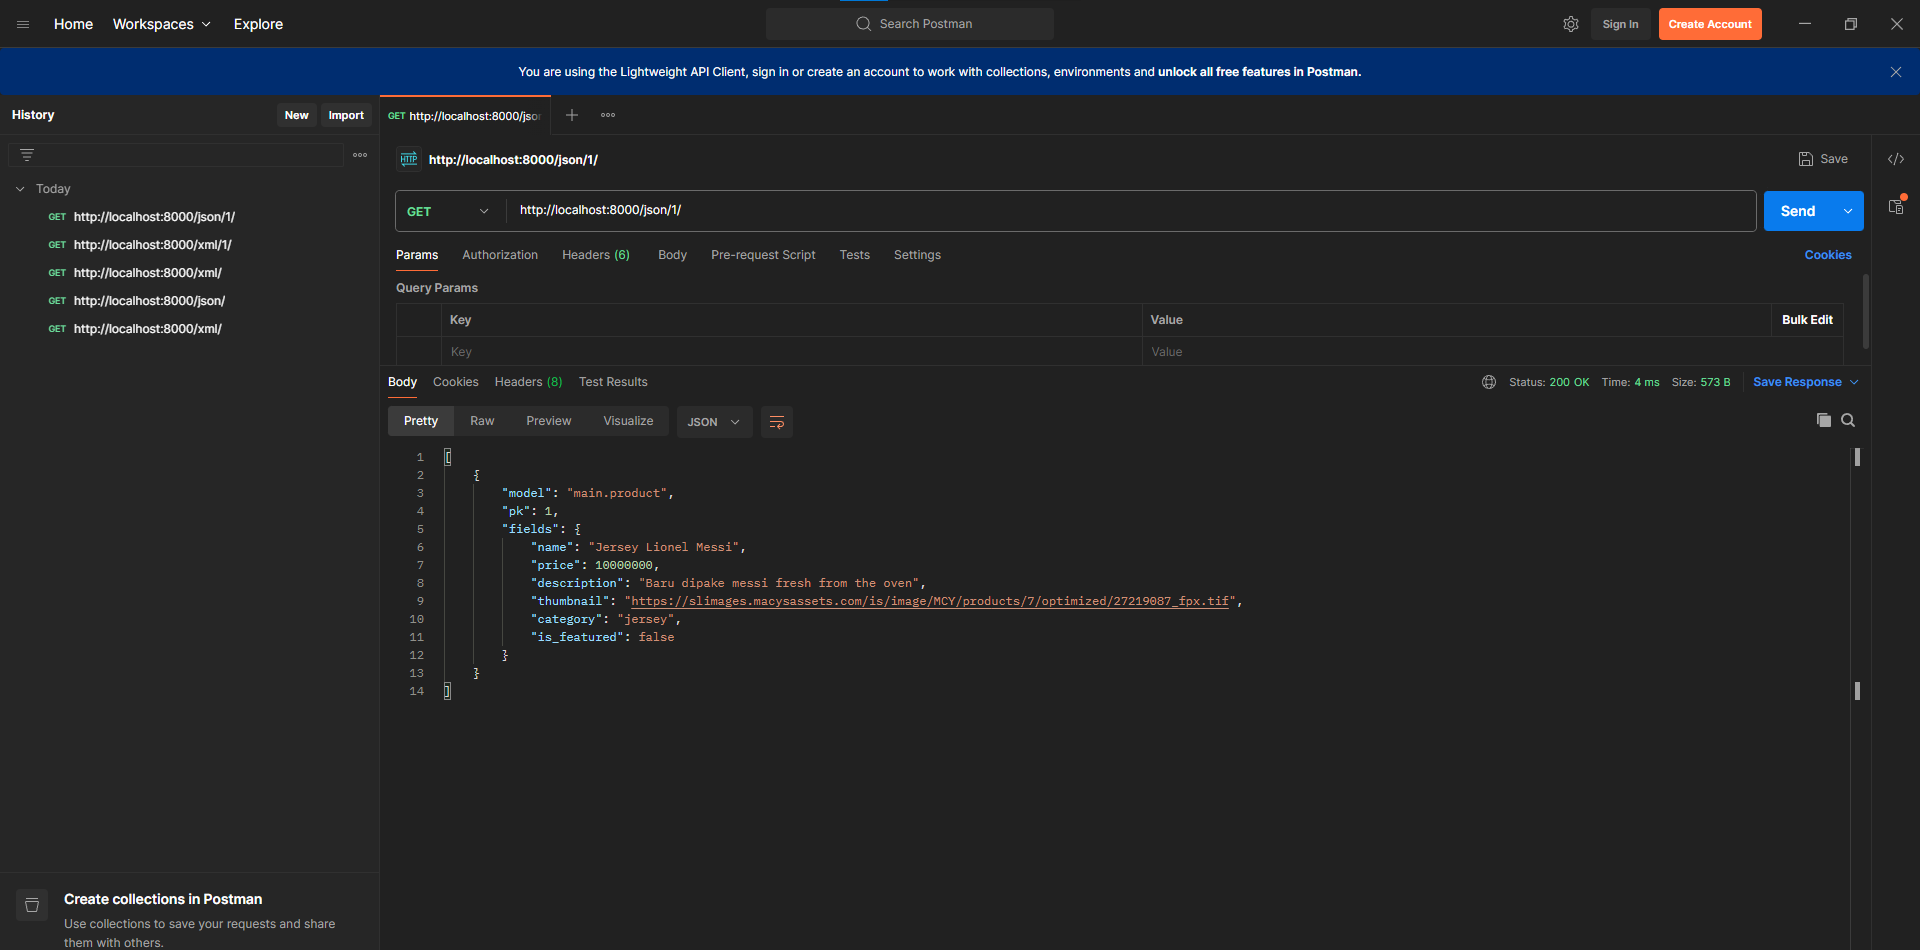 Home Workspaces Explore Search Postman Sign In Create Account
You are using the Lightweight API Client, sign in or create an account to work with collections, environments and unlock all free features in Postman.
History New Import
GET http://localhost:8000/jsor
HTTP http://localhost:8000/json/1/ Save
Today
GET http://localhost:8000/json/1/
GET http://localhost:8000/xml/1/
GET http://localhost:8000/xml/
GET http://localhost:8000/json/
GET http://localhost:8000/xml/
GET http://localhost:8000/json/1/ Send
Params Authorization Headers (6) Body Pre-request Script Tests Settings Cookies
Query Params
Key Value Bulk Edit
Key Value
Body Cookies Headers (8) Test Results Status: 200 OK Time: 4 ms Size: 573 B Save Response
Pretty Raw Preview Visualize JSON
1 [
2 {
3 "model": "main.product",
4 "pk": 1,
5 "fields": {
6 "name": "Jersey Lionel Messi",
7 "price": 10000000,
8 "description": "Baru dipake messi fresh from the oven",
9 "thumbnail": "https://slimages.macysassets.com/is/image/MCY/products/7/optimized/27219087_fpx.tif",
10 "category": "jersey",
11 "is_featured": false
12 }
13 }
14 ]
Create collections in Postman
Use collections to save your requests and share
them with others.